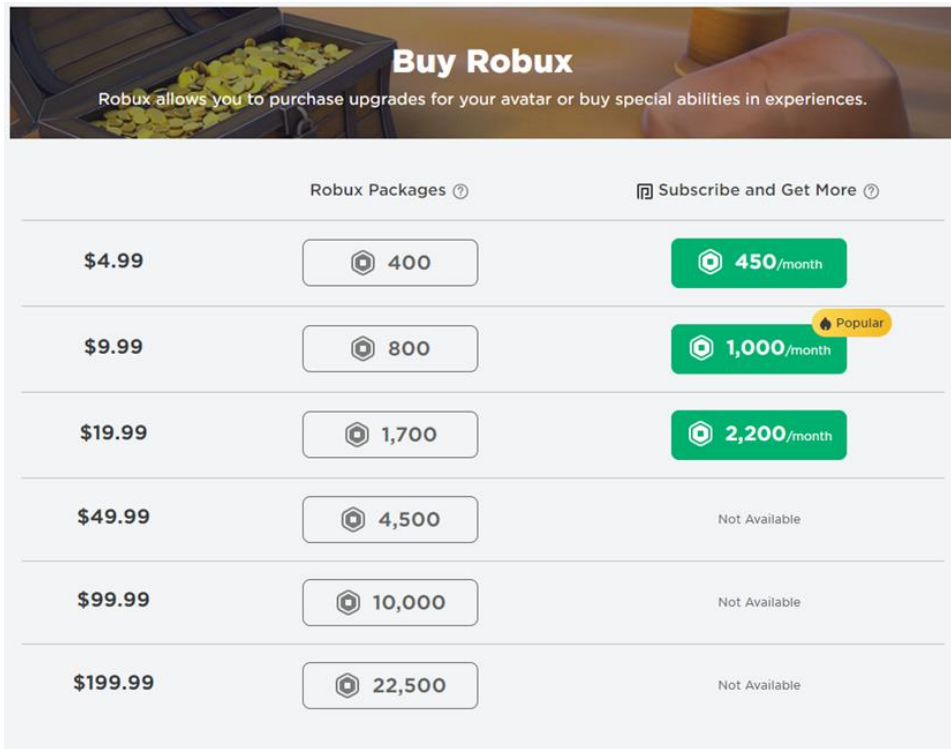 Buy Robux
Robux allows you to purchase upgrades for your avatar or buy special abilities in experiences.
Robux Packages
Subscribe and Get More
$4.99
400
450/month
Popular
$9.99
800
1,000/month
$19.99
1,700
2,200/month
$49.99
4,500
Not Available
$99.99
10,000
Not Available
$199.99
22,500
Not Available